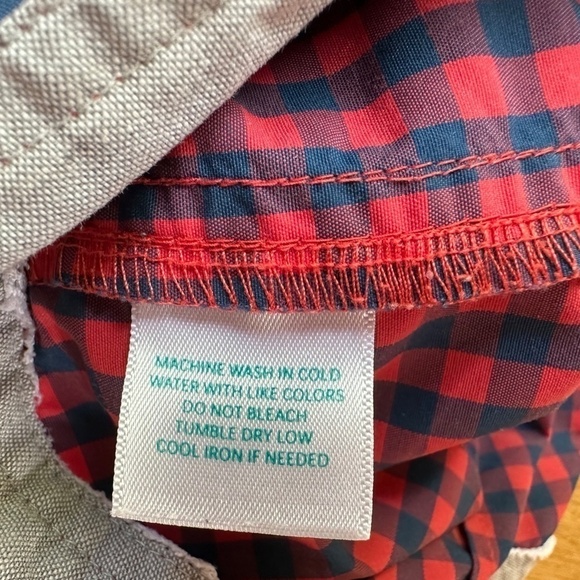 MACHINE WASH IN COLD
WATER WITH LIKE COLORS
DO NOT BLEACH
TUMBLE DRY LOW
COOL IRON IF NEEDED